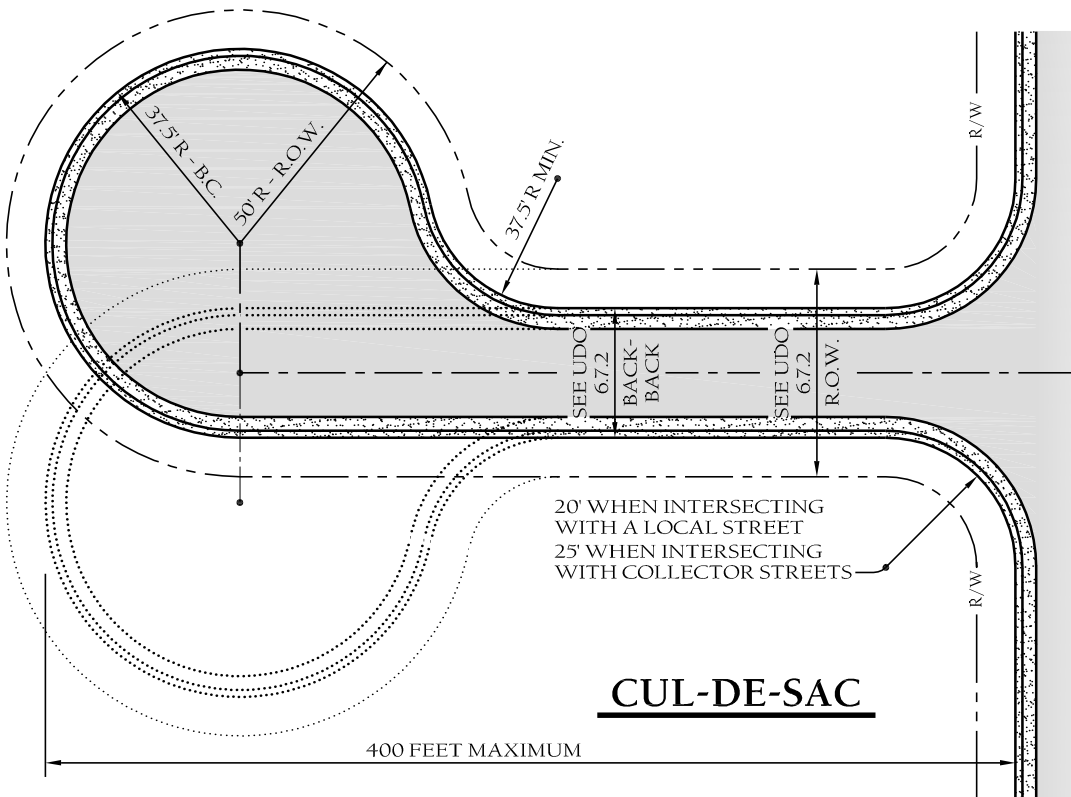 37.5'R - B.C.
50' R - R.O.W.
37.5'R MIN.
R/W
SEE UDO
6.7.2
BACK-
BACK
SEE UDO
6.7.2
R.O.W.
20' WHEN INTERSECTING
WITH A LOCAL STREET
25' WHEN INTERSECTING
WITH COLLECTOR STREETS
R/W
CUL-DE-SAC
400 FEET MAXIMUM